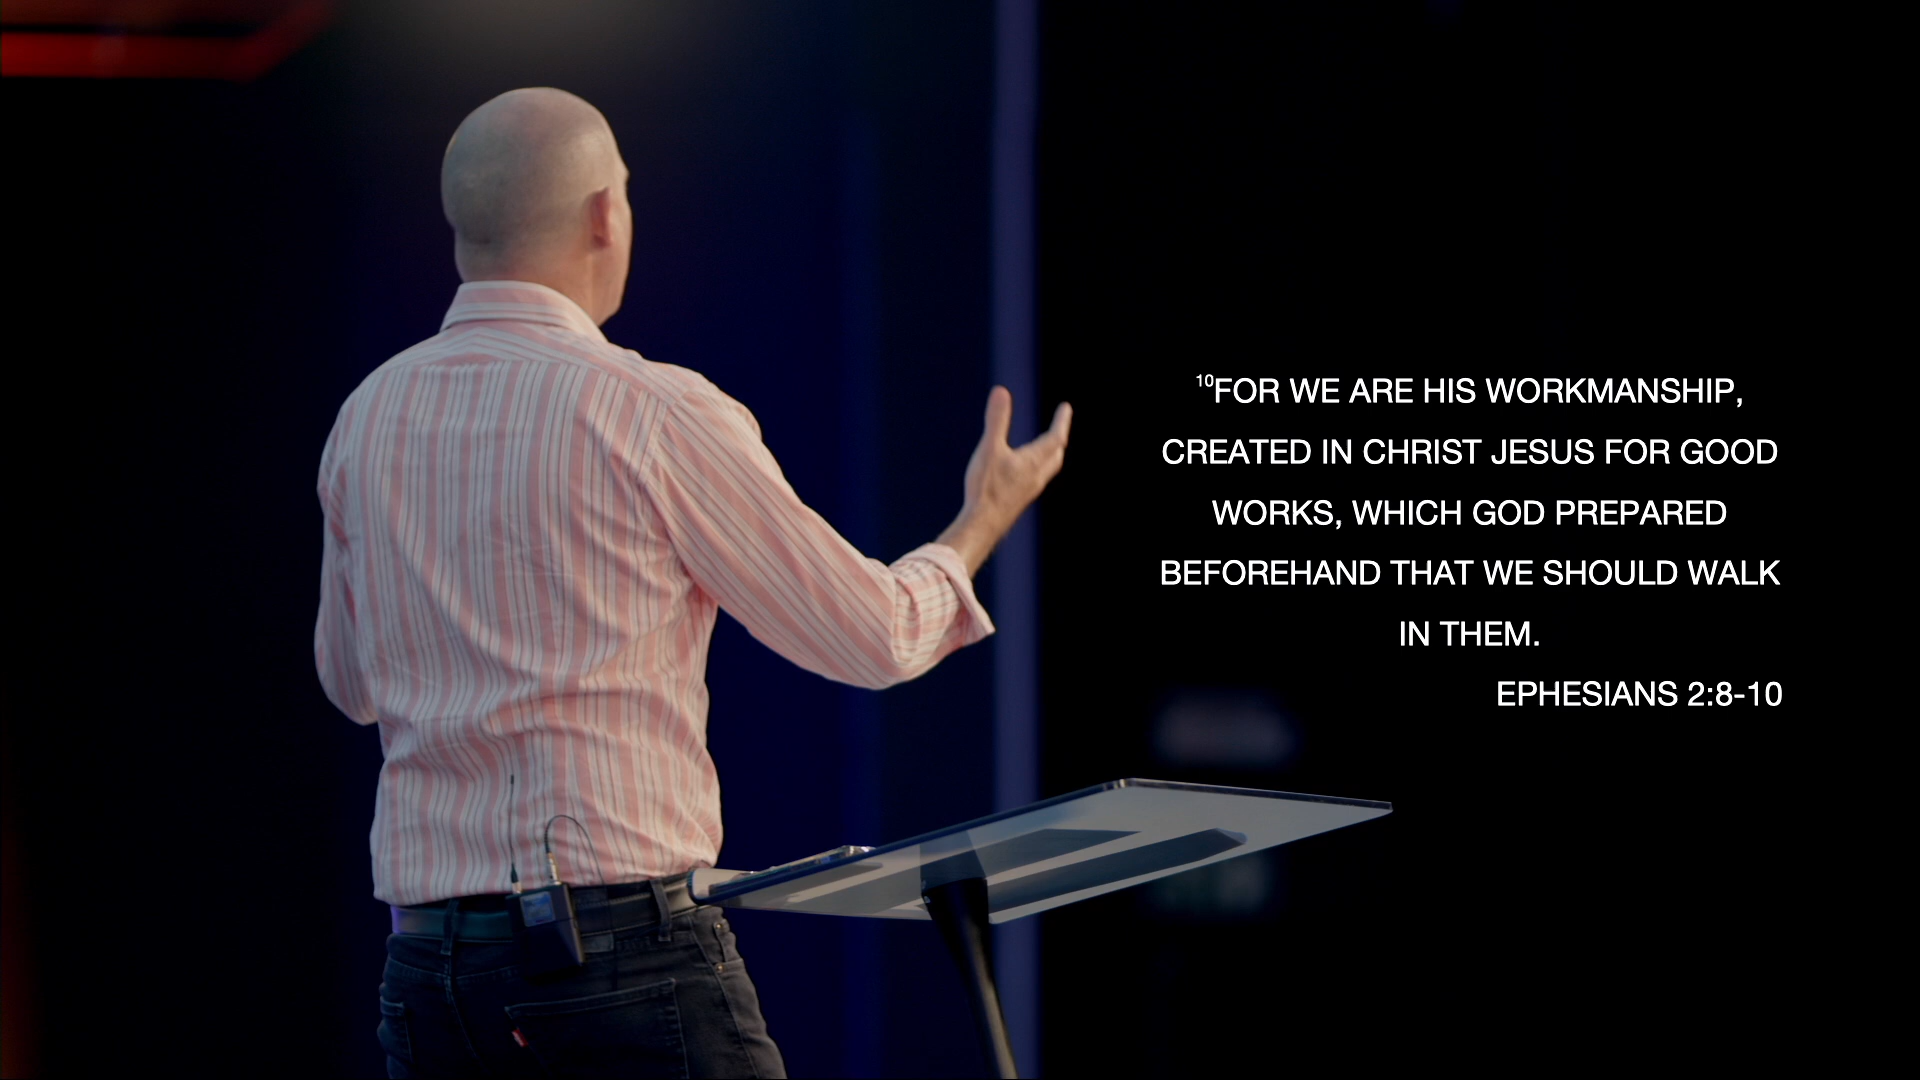 ¹⁰FOR WE ARE HIS WORKMANSHIP,
CREATED IN CHRIST JESUS FOR GOOD
WORKS, WHICH GOD PREPARED
BEFOREHAND THAT WE SHOULD WALK
IN THEM.
EPHESIANS 2:8-10